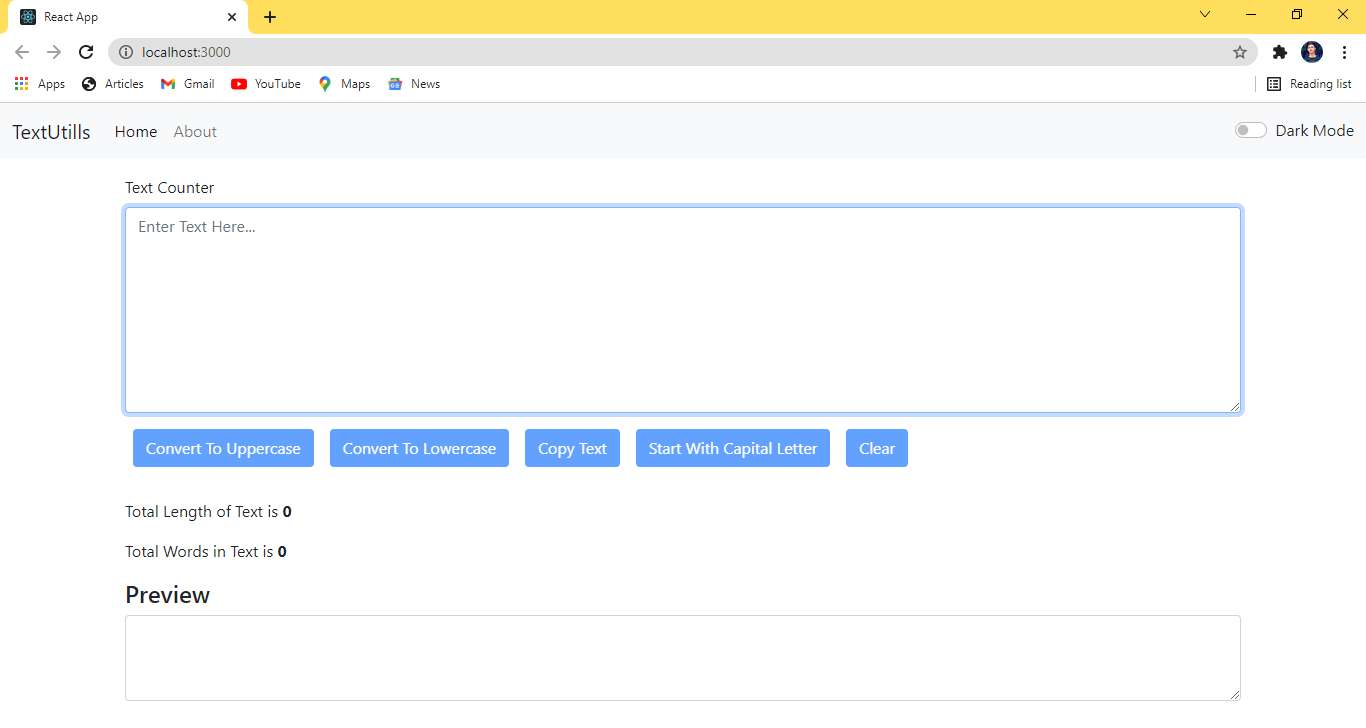 React App
localhost:3000
Apps Articles Gmail YouTube Maps News Reading list
TextUtills Home About Dark Mode
Text Counter
Enter Text Here...
Convert To Uppercase Convert To Lowercase Copy Text Start With Capital Letter Clear
Total Length of Text is 0
Total Words in Text is 0
Preview